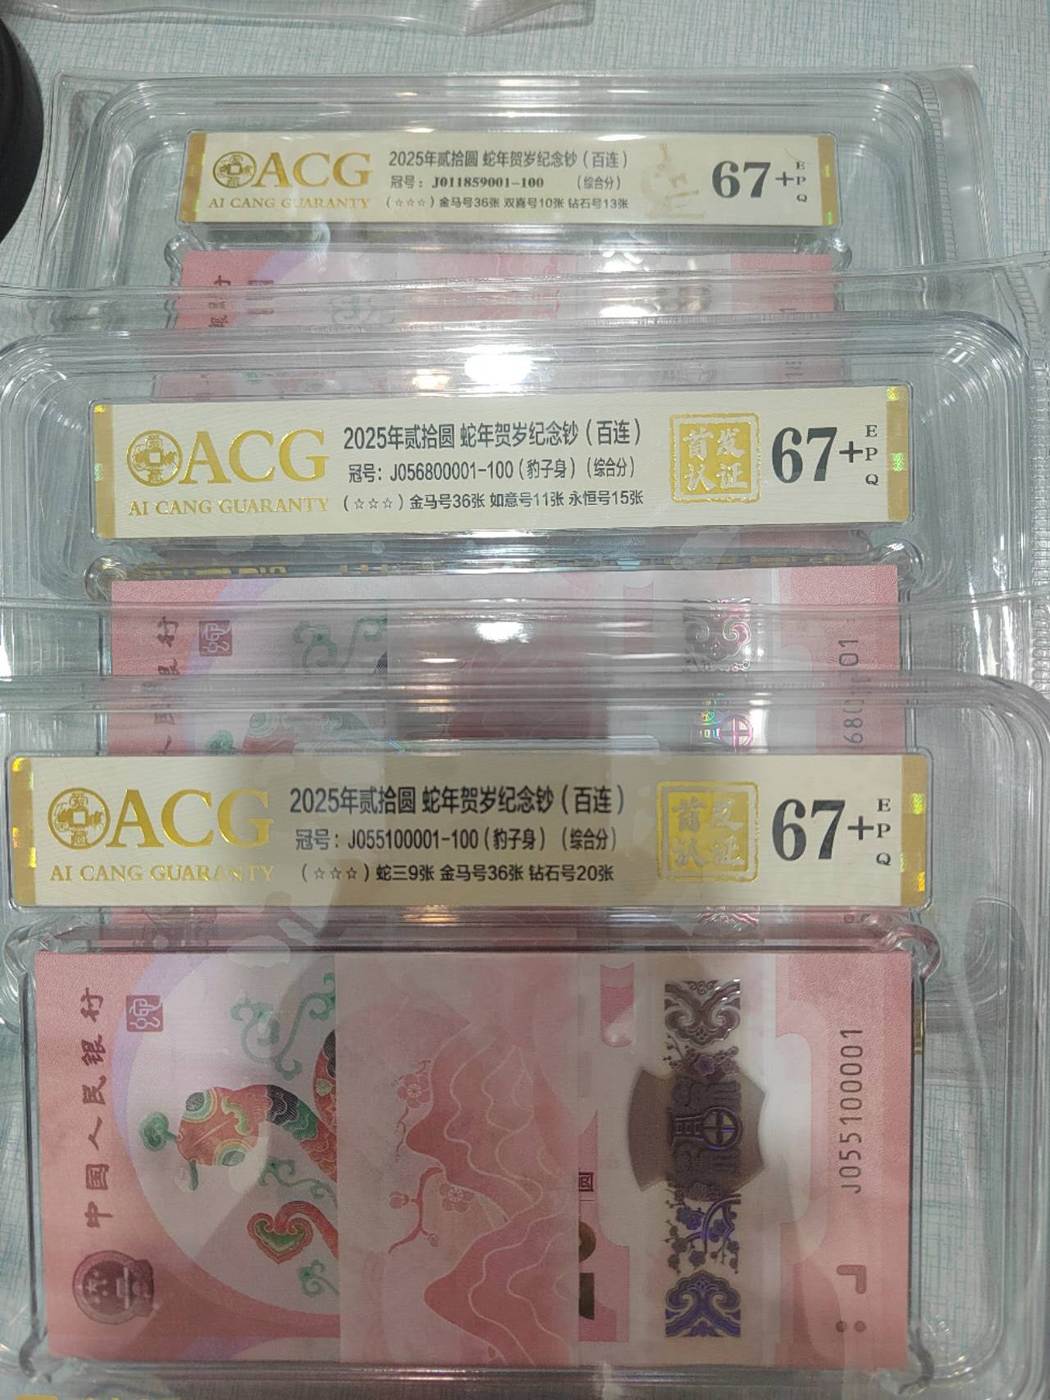 ACG
AI CANG GUARANTY
2025年贰拾圆 蛇年贺岁纪念钞（百连）
冠号：J011859001-100 （综合分）
（☆☆☆）金马号36张 双喜号10张 钻石号13张
67+EPQ
ACG
AI CANG GUARANTY
2025年贰拾圆 蛇年贺岁纪念钞（百连）
冠号：J056800001-100（豹子身）（综合分）
（☆☆☆）金马号36张 如意号11张 永恒号15张
首发
认证
67+EPQ
ACG
AI CANG GUARANTY
2025年贰拾圆 蛇年贺岁纪念钞（百连）
冠号：J055100001-100（豹子身）（综合分）
（☆☆☆）蛇三9张 金马号36张 钻石号20张
首发
认证
67+EPQ
中国人民银行
圆
J055100001